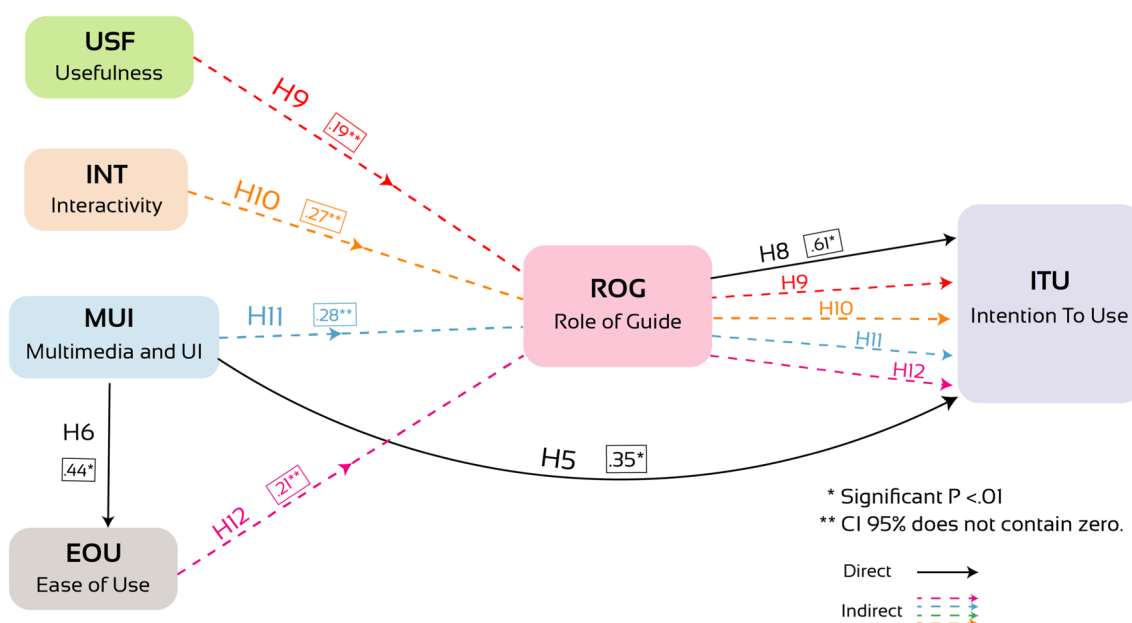 USF
Usefulness
H9
.19**
INT
Interactivity
H10
.27**
MUI
Multimedia and UI
H11
.28**
H6
.44*
EOU
Ease of Use
H12
.21**
ROG
Role of Guide
H8 .61*
H9
H10
H11
H12
H5 .35*
ITU
Intention To Use
* Significant P <.01
** CI 95% does not contain zero.
Direct
Indirect